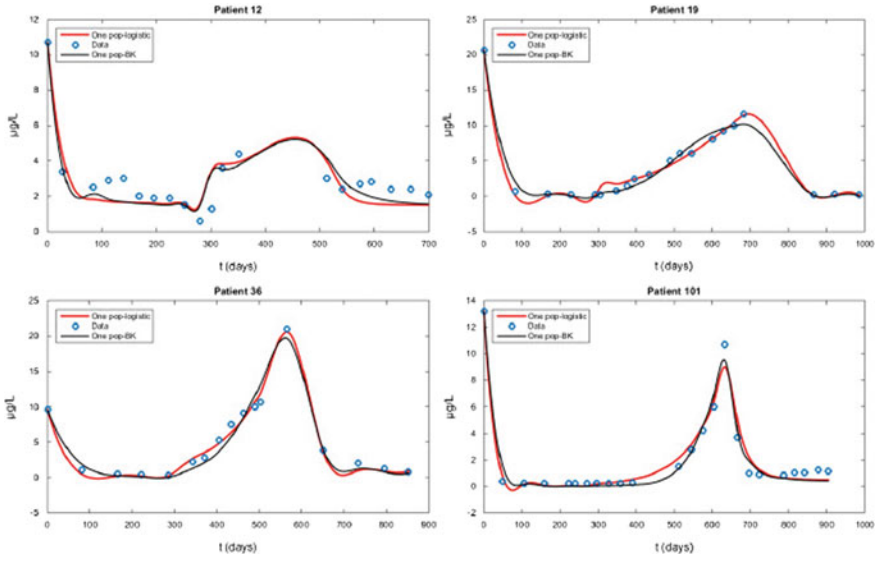 Patient 12
12
10
8
6
4
2
0
μg/L
One pop-logistic
Data
One pop-BK
0 100 200 300 400 500 600 700
t (days)
Patient 19
25
20
15
10
5
0
-5
μg/L
One pop-logistic
Data
One pop-BK
0 100 200 300 400 500 600 700 800 900 1000
t (days)
Patient 36
25
20
15
10
5
0
-5
μg/L
One pop-logistic
Data
One pop-BK
0 100 200 300 400 500 600 700 800 900
t (days)
Patient 101
14
12
10
8
6
4
2
0
-2
μg/L
One pop-logistic
Data
One pop-BK
0 100 200 300 400 500 600 700 800 900 1000
t (days)